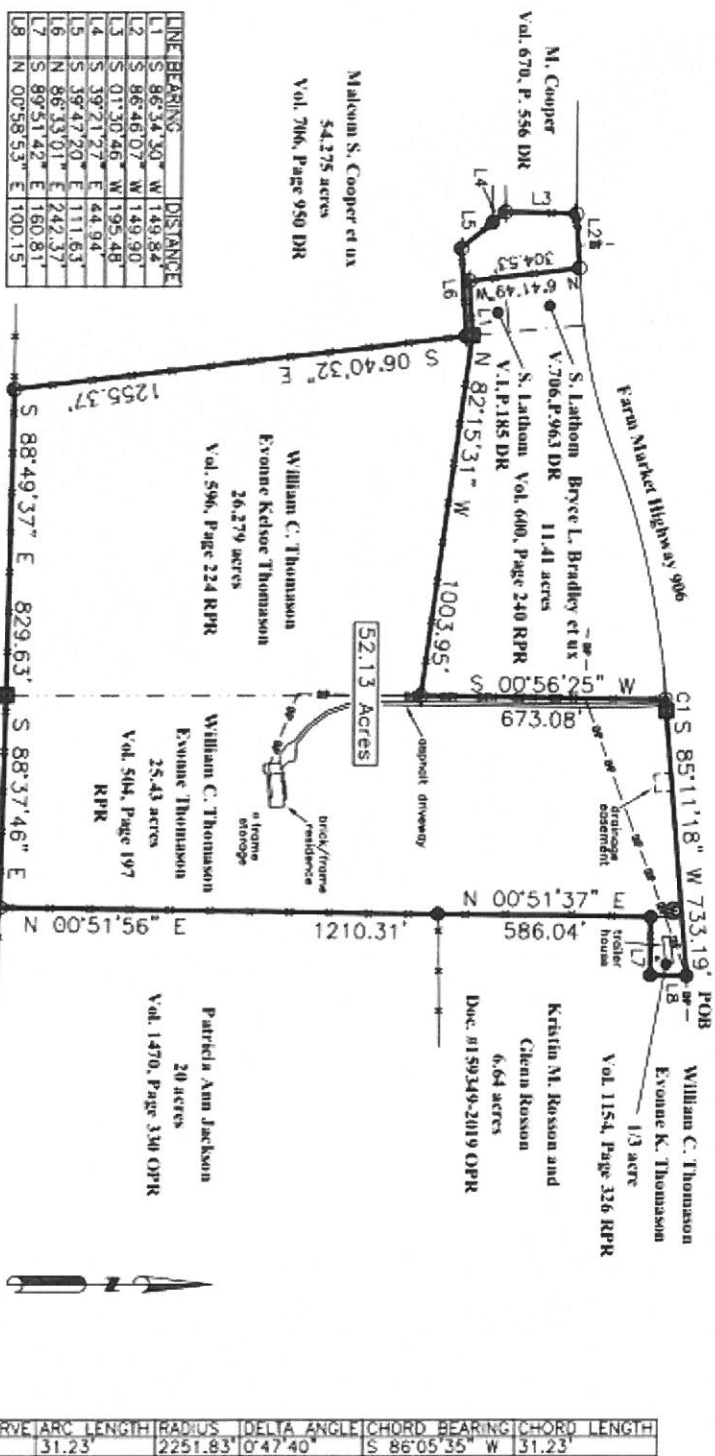 M. Cooper
Vol. 670, P. 556 DR
L2
L3
L4
L5
L6
L1
304.53'
N 6°41'49" W
Farm Market Highway 906
S. Lathom
V.706.P.963 DR
Bryce L. Bradley et ux
11.41 acres
Vol. 600, Page 240 RPR
S. Lathom
V.1.P.185 DR
N 82°15'31" W 1003.95'
S 00°56'25" W
673.08'
C1
S 85°11'18" W 733.19'
POB
drainage
easement
asphalt driveway
trailer
house
L7
L8
William C. Thomason
Evonne K. Thomason
1/3 acre
Vol. 1154, Page 326 RPR
N 00°51'37" E
586.04'
Kristin M. Rosson and
Glenn Rosson
6.64 acres
Doc. #159349-2019 OPR
Malcom S. Cooper et ux
54.275 acres
Vol. 706, Page 950 DR
S 06°40'32" E
1255.37'
William C. Thomason
Evonne Kelsoe Thomason
26.279 acres
Vol. 596, Page 224 RPR
52.13 Acres
brick/frame
residence
frame
storage
William C. Thomason
Evonne Thomason
25.43 acres
Vol. 504, Page 197
RPR
N 00°51'56" E
1210.31'
Patricia Ann Jackson
20 acres
Vol. 1470, Page 330 OPR
S 88°49'37" E 829.63'
S 88°37'46" E
N
LINE BEARING DISTANCE
L1 S 86°34'30" W 149.84'
L2 S 86°46'07" W 149.90'
L3 S 01°30'46" W 195.48'
L4 S 39°21'27" E 44.94'
L5 S 39°47'20" E 111.63'
L6 N 86°33'01" E 242.37'
L7 S 89°51'42" E 160.81'
L8 N 00°58'53" E 100.15'
RVE ARC LENGTH RADIUS DELTA ANGLE CHORD BEARING CHORD LENGTH
31.23' 2251.83' 0°47'40" S 86°05'35" W 31.23'